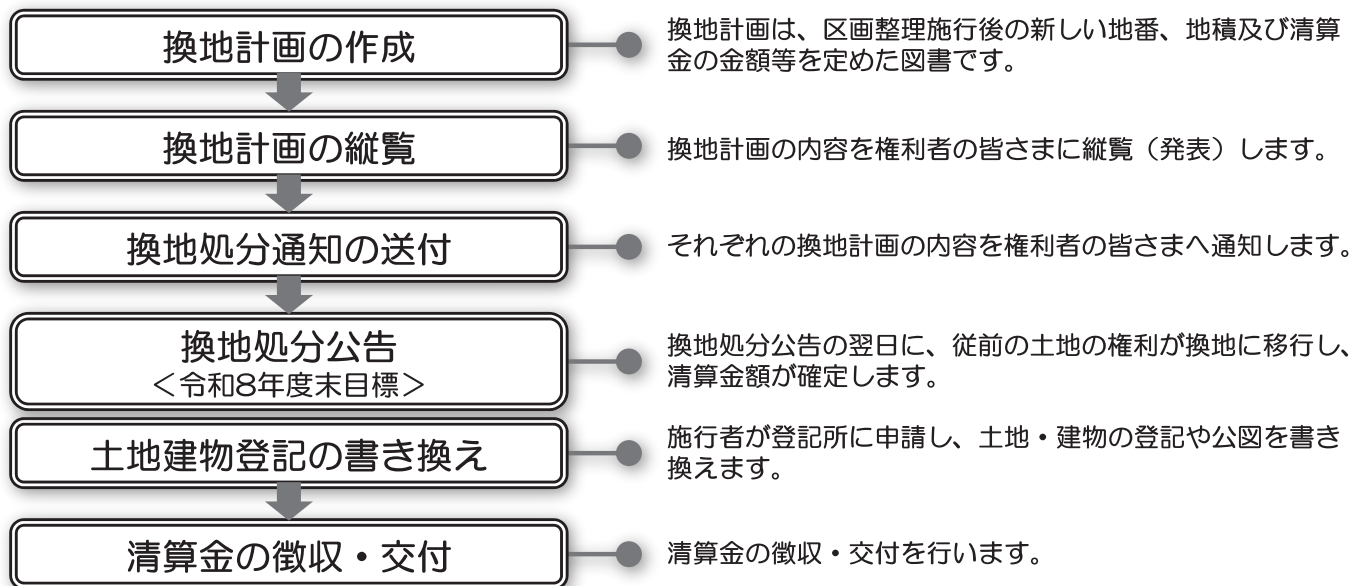 換地計画の作成
換地計画は、区画整理施行後の新しい地番、地積及び清算
金の金額等を定めた図書です。
換地計画の縦覧
換地計画の内容を権利者の皆さまに縦覧（発表）します。
換地処分通知の送付
それぞれの換地計画の内容を権利者の皆さまへ通知します。
換地処分公告
＜令和8年度末目標＞
換地処分公告の翌日に、従前の土地の権利が換地に移行し、
清算金額が確定します。
土地建物登記の書き換え
施行者が登記所に申請し、土地・建物の登記や公図を書き
換えます。
清算金の徴収・交付
清算金の徴収・交付を行います。